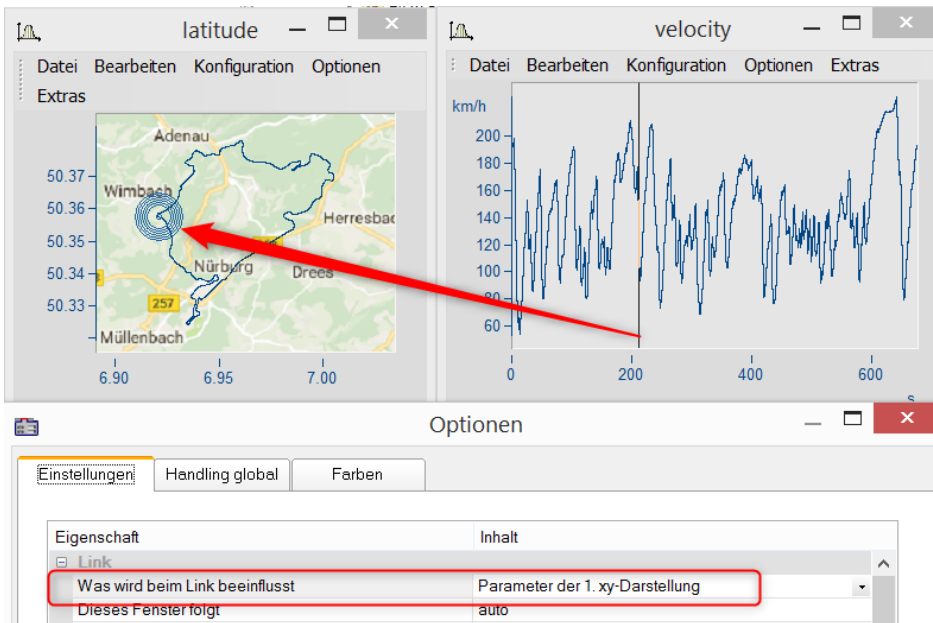 latitude
Datei Bearbeiten Konfiguration Optionen
Extras
50.37
50.36
50.35
50.34
50.33
Adenau
Wimbach
Herresbac
Nürburg
Drees
257
Müllenbach
6.90 6.95 7.00
velocity
Datei Bearbeiten Konfiguration Optionen Extras
km/h
200
180
160
140
120
100
80
60
0 200 400 600
s
Optionen
Einstellungen Handling global Farben
Eigenschaft Inhalt
Link
Was wird beim Link beeinflusst Parameter der 1. xy-Darstellung
Dieses Fenster folgt auto